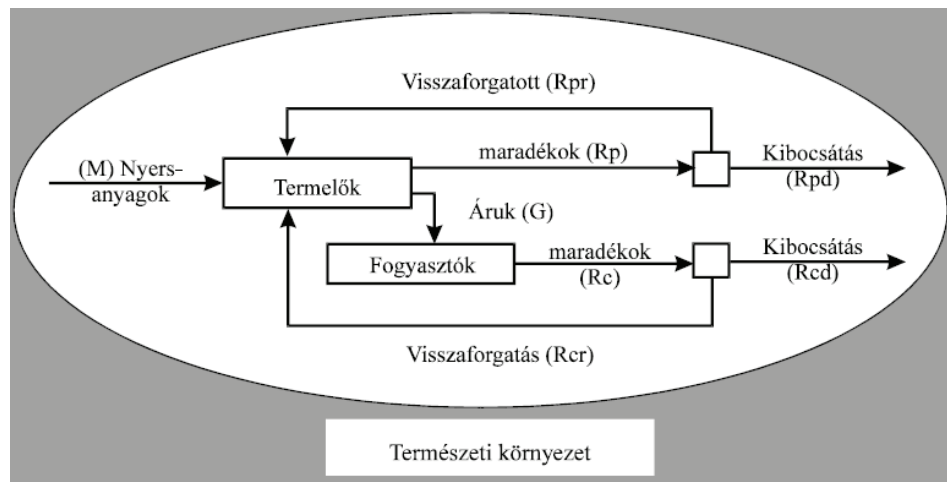 Visszaforgatott (Rpr)
(M) Nyers-
anyagok
Termelők
maradékok (Rp)
Kibocsátás
(Rpd)
Áruk (G)
Fogyasztók
maradékok
(Rc)
Kibocsátás
(Rcd)
Visszaforgatás (Rcr)
Természeti környezet